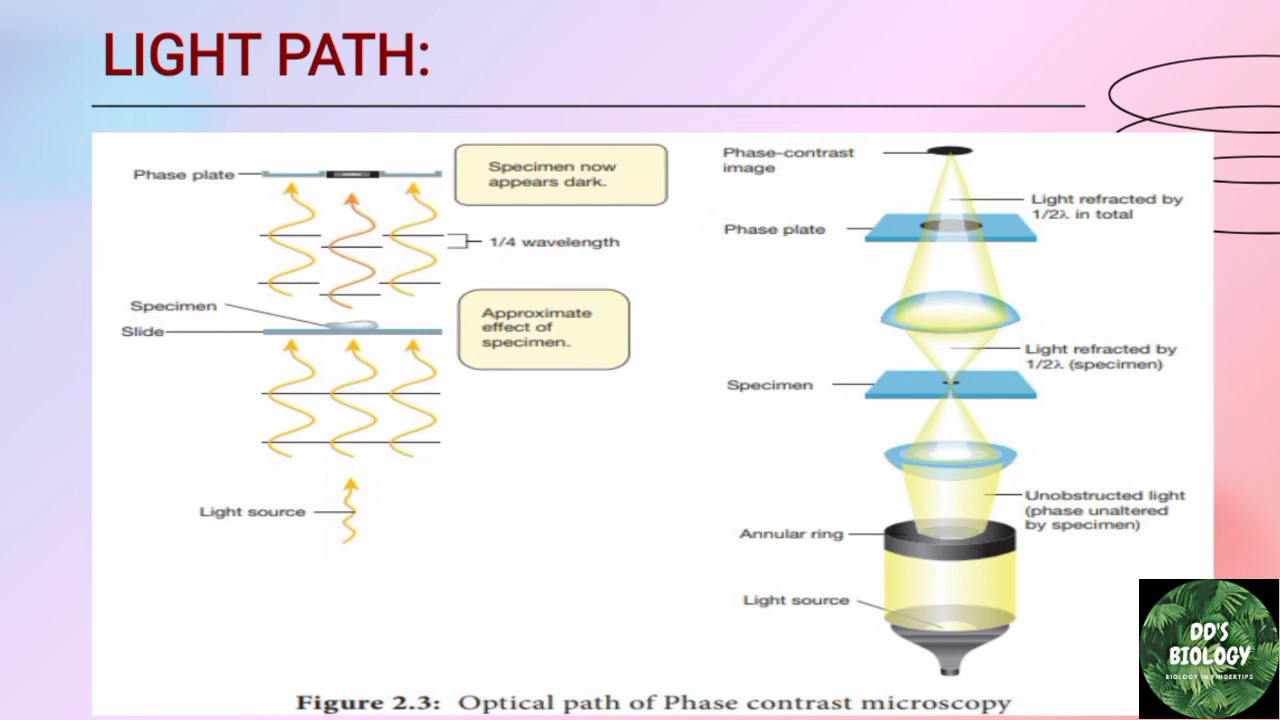 LIGHT PATH:
Phase plate
Specimen now
appears dark.
1/4 wavelength
Specimen
Slide
Approximate
effect of
specimen.
Light source
Phase-contrast
image
Light refracted by
1/2λ in total
Phase plate
Light refracted by
1/2λ (specimen)
Specimen
Unobstructed light
(phase unaltered
by specimen)
Annular ring
Light source
Figure 2.3: Optical path of Phase contrast microscopy
DD'S
BIOLOGY
BIOLOGY IN FINGERTIPS